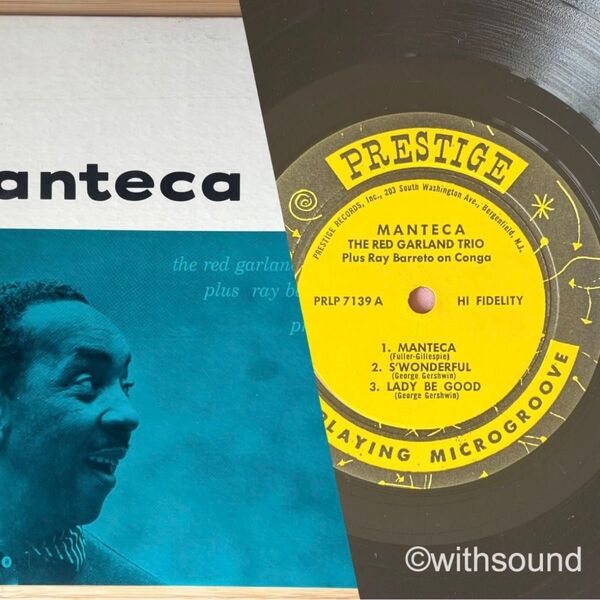 anteca
the red garland
plus ray ba
p
PRESTIGE
PRESTIGE RECORDS, Inc., 203 South Washington Ave., Bergenfield, N.J.
MANTECA
THE RED GARLAND TRIO
Plus Ray Barreto on Conga
PRLP 7139 A HI FIDELITY
1. MANTECA
(Fuller-Gillespie)
2. S'WONDERFUL
(George Gershwin)
3. LADY BE GOOD
(George Gershwin)
PLAYING MICROGROOVE
©withsound